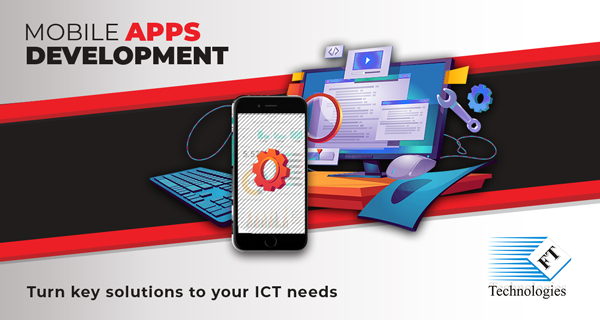 MOBILE APPS
DEVELOPMENT
Turn key solutions to your ICT needs
FT
Technologies